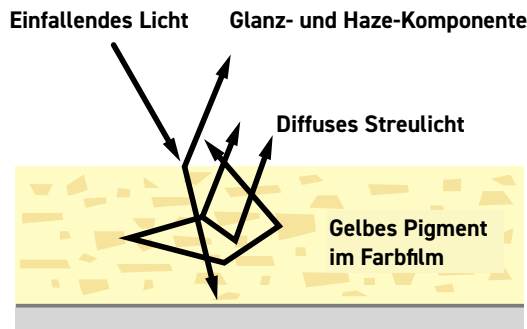 Einfallendes Licht
Glanz- und Haze-Komponente
Diffuses Streulicht
Gelbes Pigment
im Farbfilm